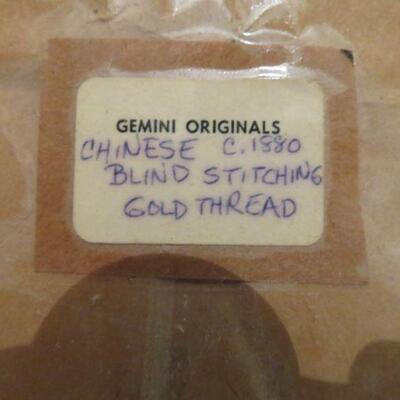 GEMINI ORIGINALS
CHINESE C.1880
BLIND STITCHING
GOLD THREAD